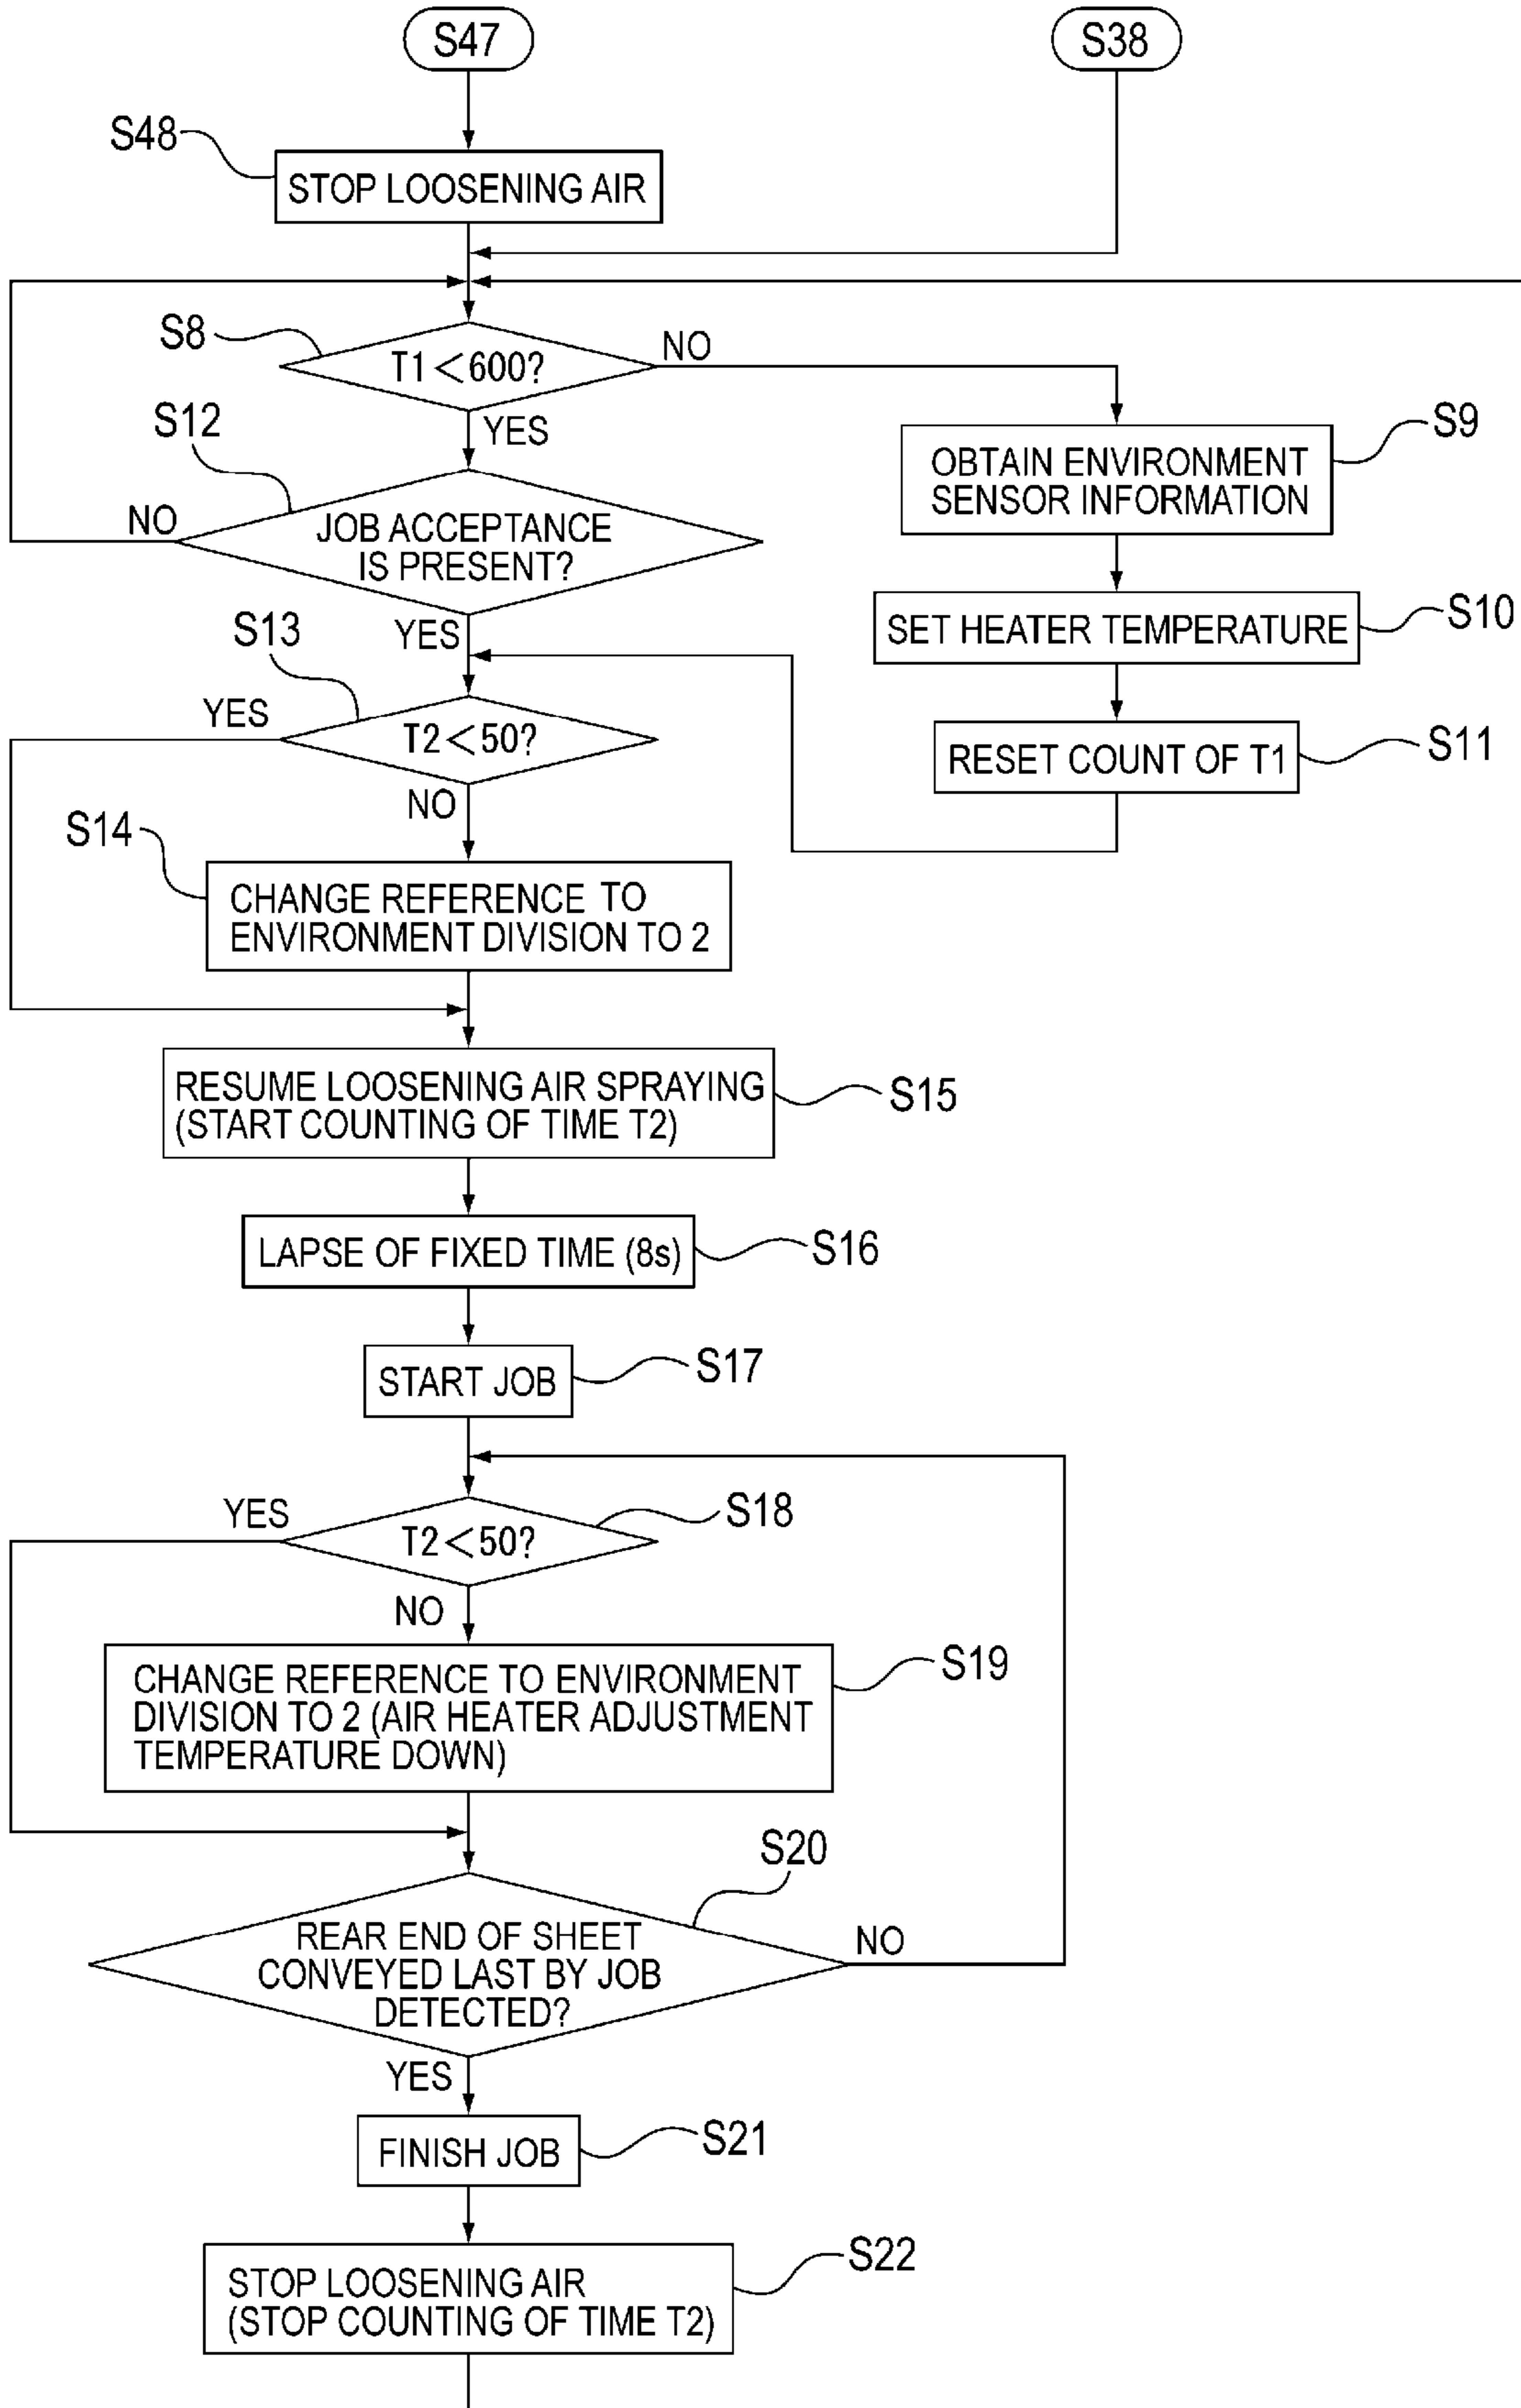 S47
S38
S48
STOP LOOSENING AIR
S8
T1<600?
NO
YES
S9
OBTAIN ENVIRONMENT
SENSOR INFORMATION
S12
NO
JOB ACCEPTANCE
IS PRESENT?
YES
S10
SET HEATER TEMPERATURE
S13
YES
T2<50?
NO
S11
RESET COUNT OF T1
S14
CHANGE REFERENCE TO
ENVIRONMENT DIVISION TO 2
RESUME LOOSENING AIR SPRAYING
(START COUNTING OF TIME T2)
S15
LAPSE OF FIXED TIME (8s)
S16
START JOB
S17
YES
T2<50?
S18
NO
CHANGE REFERENCE TO ENVIRONMENT
DIVISION TO 2 (AIR HEATER ADJUSTMENT
TEMPERATURE DOWN)
S19
S20
REAR END OF SHEET
CONVEYED LAST BY JOB
DETECTED?
NO
YES
FINISH JOB
S21
STOP LOOSENING AIR
(STOP COUNTING OF TIME T2)
S22